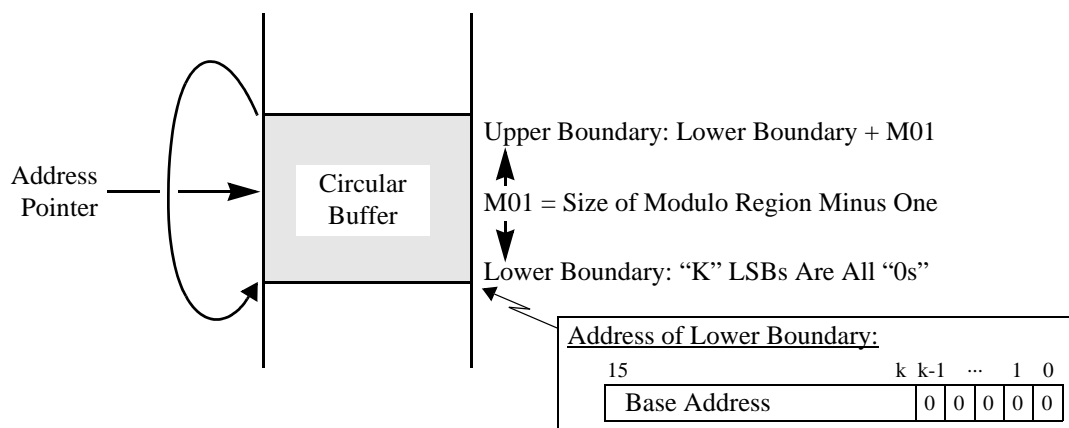 Upper Boundary: Lower Boundary + M01
Address
Pointer
Circular
Buffer
M01 = Size of Modulo Region Minus One
Lower Boundary: “K” LSBs Are All “0s”
Address of Lower Boundary:
15 k k-1 ... 1 0
Base Address 0 0 0 0 0